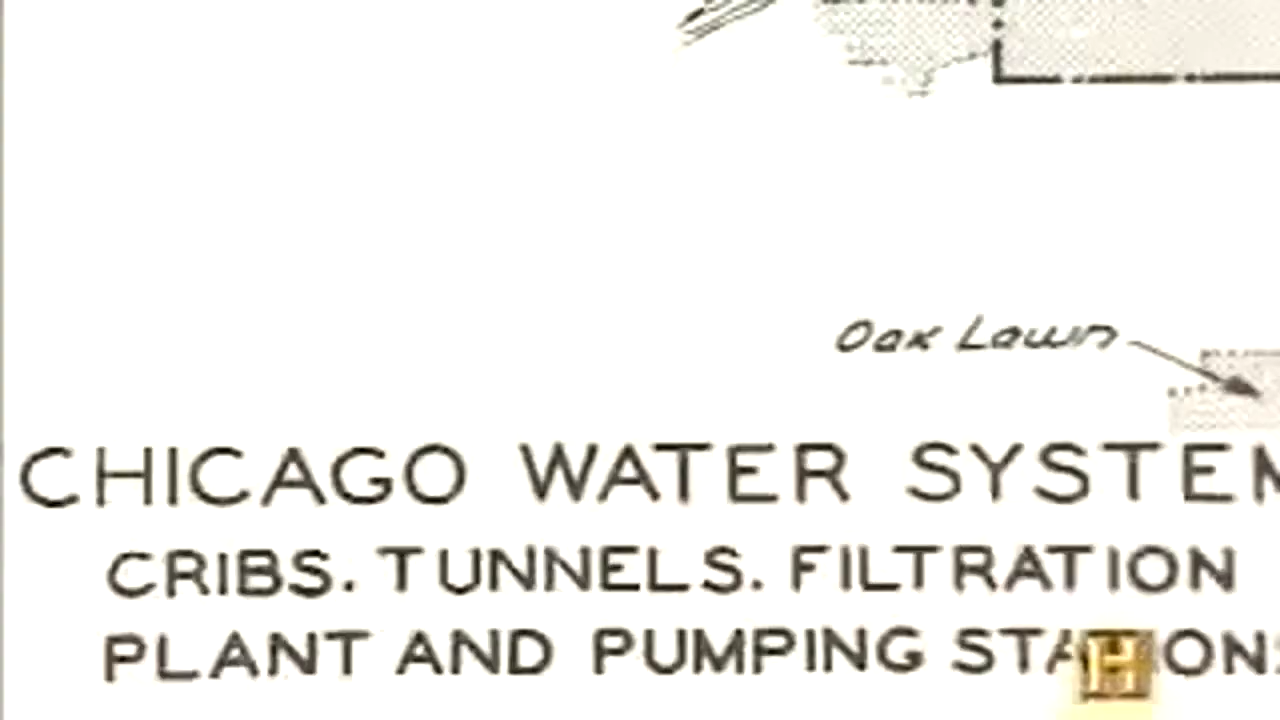 Oak Lawn
CHICAGO WATER SYSTEM
CRIBS. TUNNELS. FILTRATION
PLANT AND PUMPING STATIONS
H